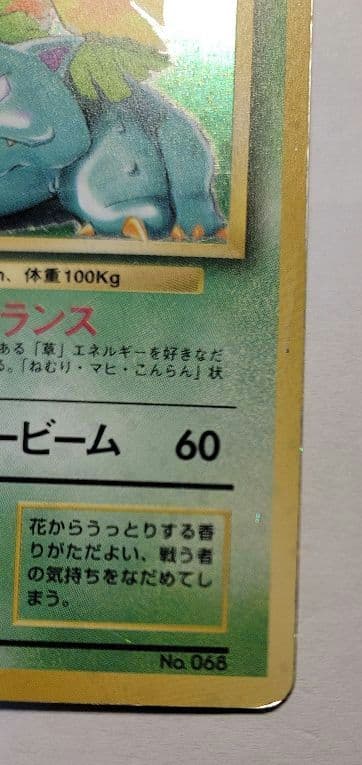 、体重100Kg
ランス
ある「草」エネルギーを好きなだ
る。「ねむり・マヒ・こんらん」状
ービーム 60
花からうっとりする香
りがただよい、戦う者
の気持ちをなだめてし
まう。
No. 068